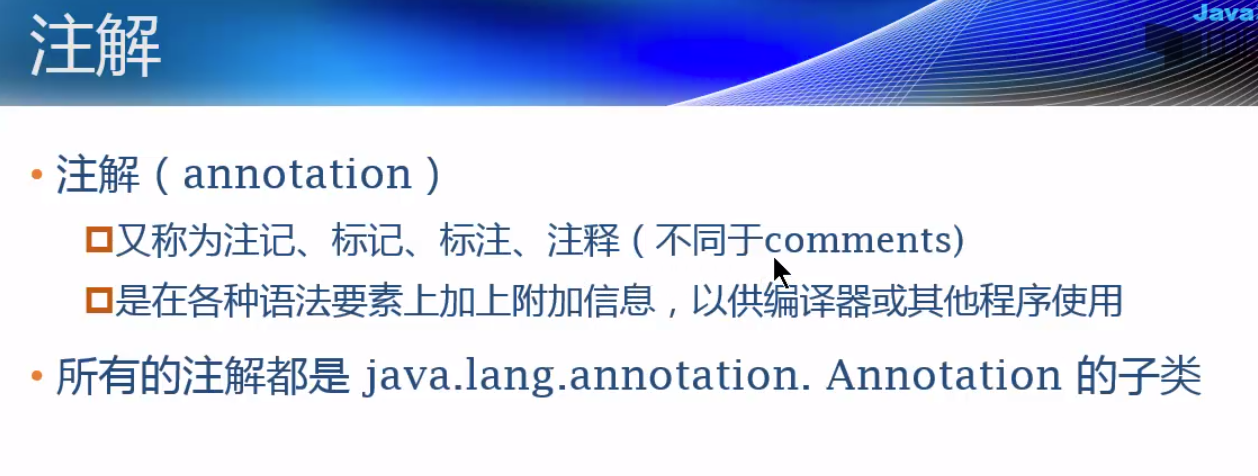 Java
注解
• 注解（annotation）
又称为注记、标记、标注、注释（不同于comments)
是在各种语法要素上加上附加信息，以供编译器或其他程序使用
• 所有的注解都是 java.lang.annotation. Annotation 的子类